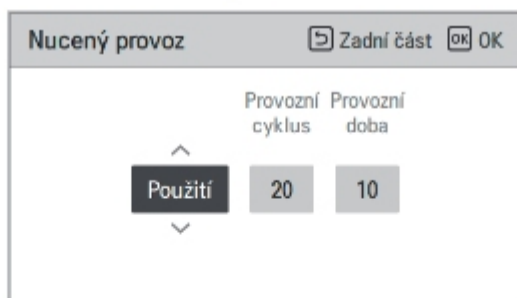 Nucený provoz Zadní část OK OK
Provozní Provozní
cyklus doba
Použití 20 10